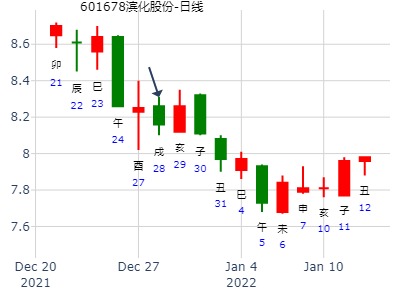 601678滨化股份-日线
8.6
8.4
8.2
8
7.8
7.6
卯
21
辰
22
巳
23
午
24
酉
27
戌
28
亥
29
子
30
丑
31
巳
4
午
5
未
6
申
7
亥
10
子
11
丑
12
Dec 20
2021
Dec 27
Jan 4
2022
Jan 10